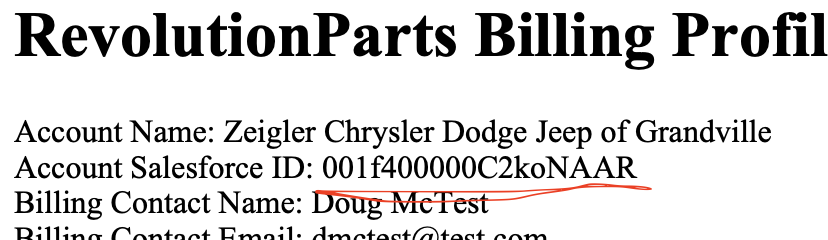 RevolutionParts Billing Profil
Account Name: Zeigler Chrysler Dodge Jeep of Grandville
Account Salesforce ID: 001f400000C2koNAAR
Billing Contact Name: Doug McTest
Billing Contact Email: dmctest@test.com